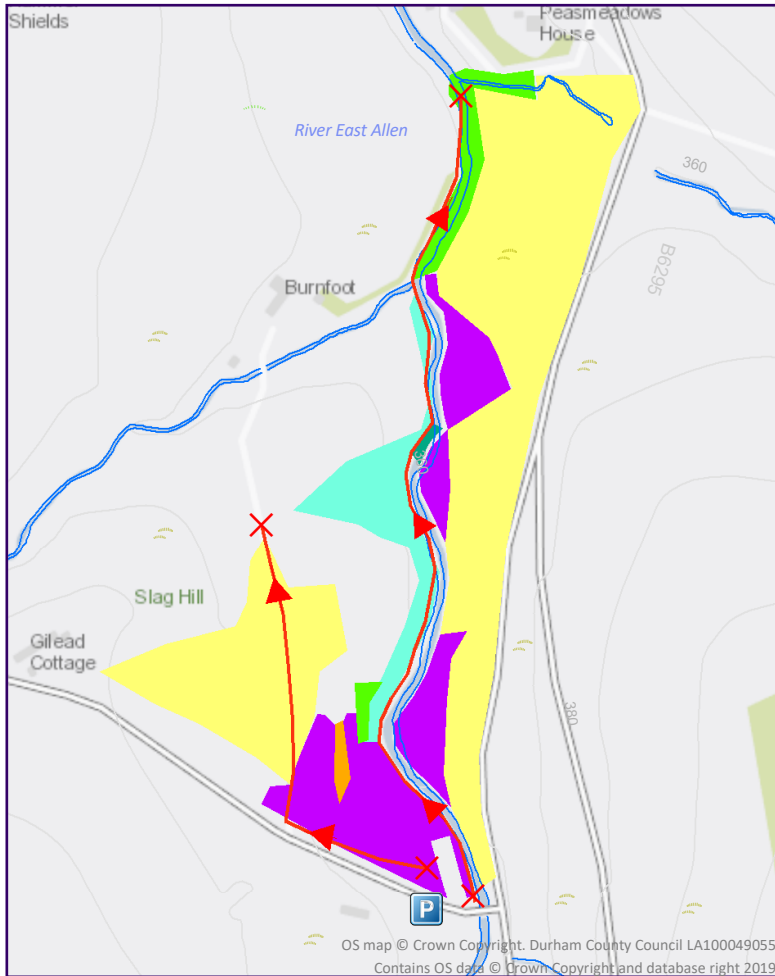 Shields
Peasmeadows
House
River East Allen
360
B6295
Burnfoot
Slag Hill
Gilead
Cottage
380
P
OS map © Crown Copyright. Durham County Council LA100049055
Contains OS data © Crown Copyright and database right 2019